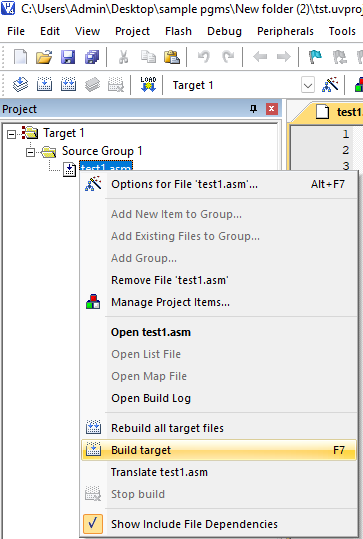 C:\Users\Admin\Desktop\sample pgms\New folder (2)\tst.uvproj
File Edit View Project Flash Debug Peripherals Tools
LOAD Target 1
Project
test1.
Target 1
1
Source Group 1
2
test1.asm
3
Options for File 'test1.asm'... Alt+F7
Add New Item to Group...
Add Existing Files to Group...
Add Group...
Remove File 'test1.asm'
Manage Project Items...
Open test1.asm
Open List File
Open Map File
Open Build Log
Rebuild all target files
Build target F7
Translate test1.asm
Stop build
Show Include File Dependencies